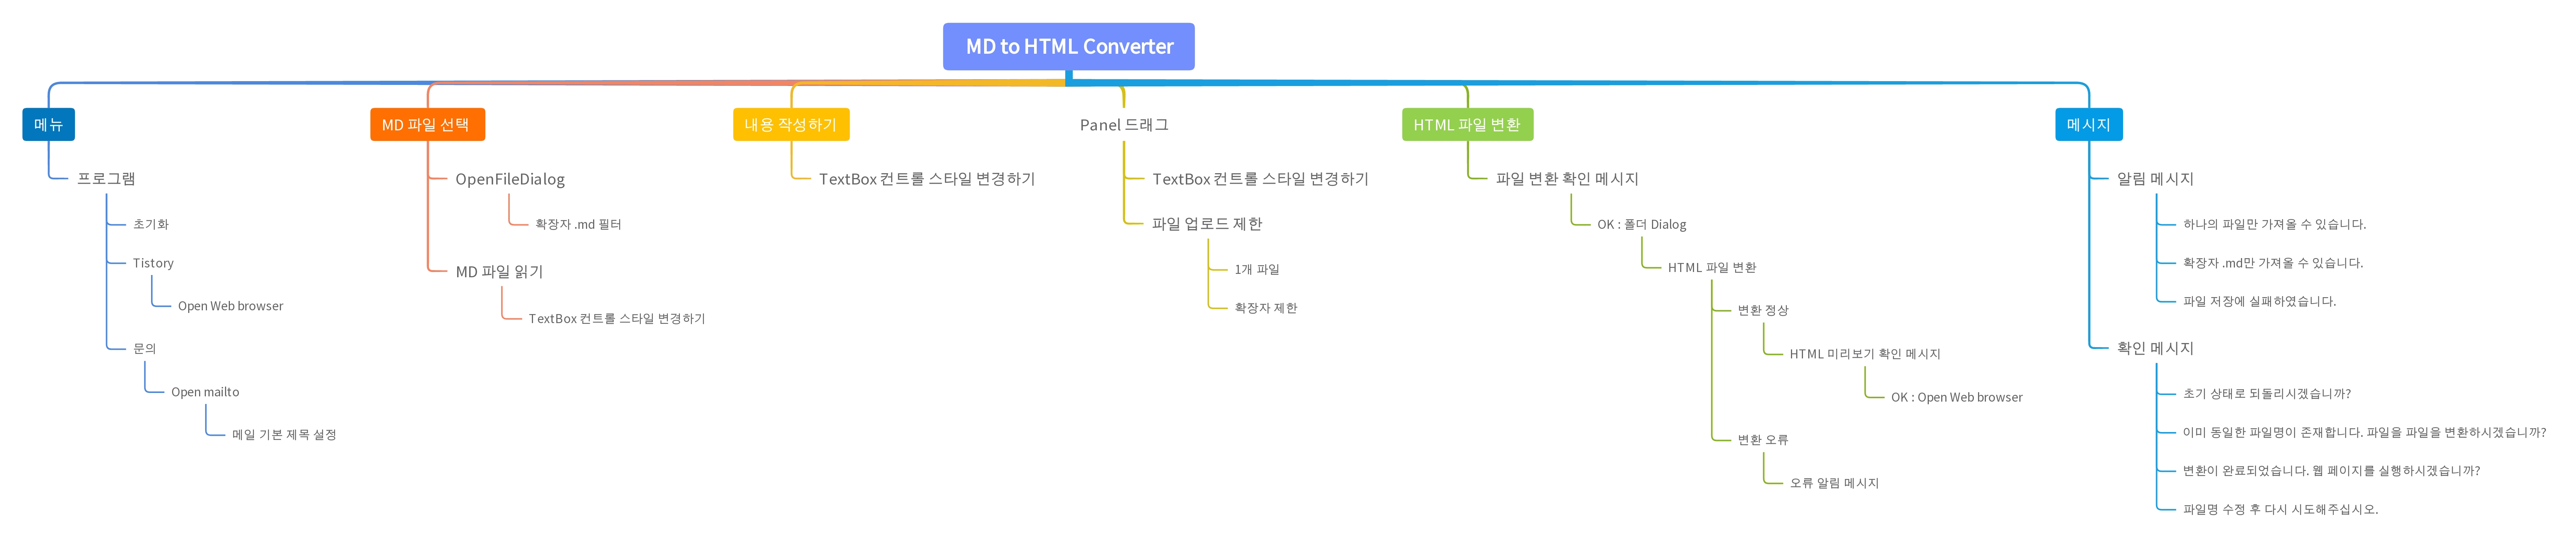 MD to HTML Converter
메뉴
프로그램
초기화
Tistory
Open Web browser
문의
Open mailto
메일 기본 제목 설정
MD 파일 선택
OpenFileDialog
확장자 .md 필터
MD 파일 읽기
TextBox 컨트롤 스타일 변경하기
내용 작성하기
TextBox 컨트롤 스타일 변경하기
Panel 드래그
TextBox 컨트롤 스타일 변경하기
파일 업로드 제한
1개 파일
확장자 제한
HTML 파일 변환
파일 변환 확인 메시지
OK : 폴더 Dialog
HTML 파일 변환
변환 정상
HTML 미리보기 확인 메시지
OK : Open Web browser
변환 오류
오류 알림 메시지
메시지
알림 메시지
하나의 파일만 가져올 수 있습니다.
확장자 .md만 가져올 수 있습니다.
파일 저장에 실패하였습니다.
확인 메시지
초기 상태로 되돌리시겠습니까?
이미 동일한 파일명이 존재합니다. 파일을 파일을 변환하시겠습니까?
변환이 완료되었습니다. 웹 페이지를 실행하시겠습니까?
파일명 수정 후 다시 시도해주십시오.